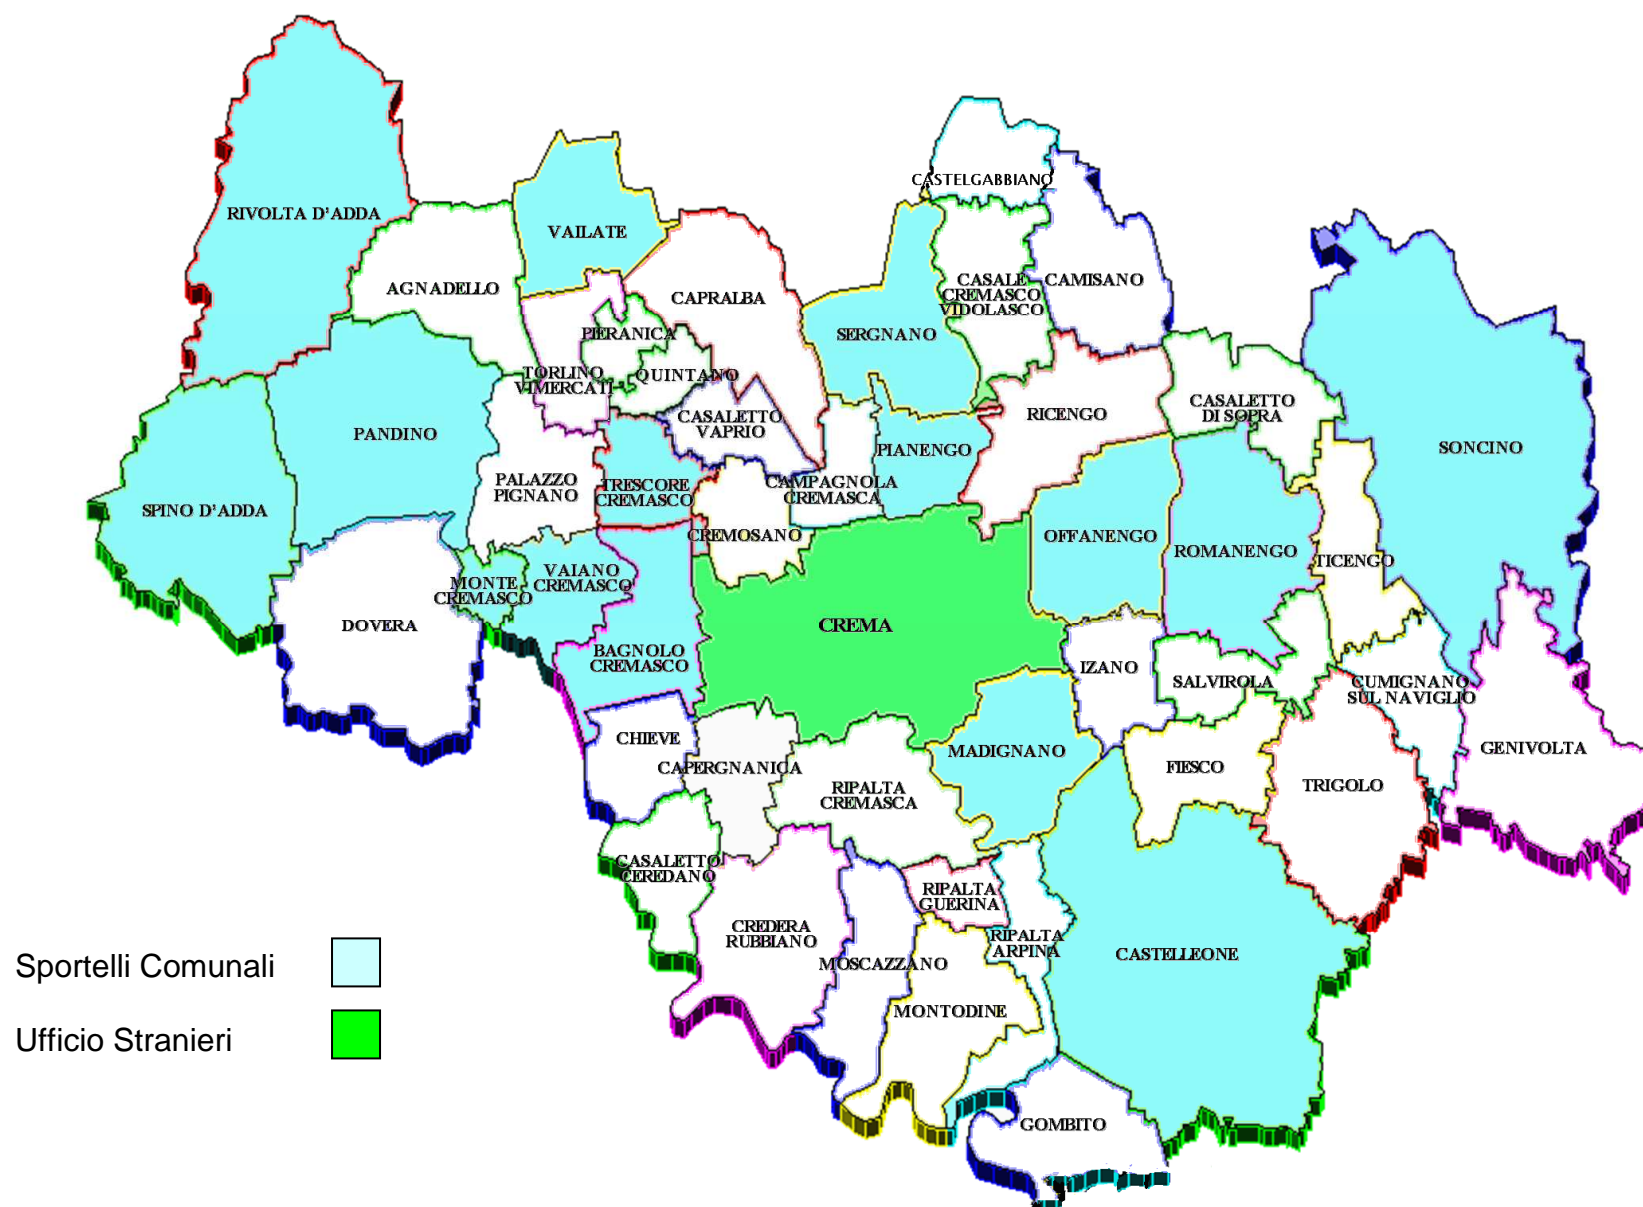 CASTELGABBIANO
RIVOLTA D'ADDA
VAILATE
AGNADELLO
CAPRALBA
CASALE
CREMASCO
VIDOLASCO
CAMISANO
PIERANICA
SERGNANO
QUINTANO
TORLINO
VIMERCATI
CASALETTO
VAPRIO
RICENGO
CASALETTO
DI SOPRA
PANDINO
PIANENGO
SONCINO
PALAZZO
PIGNANO
TRESCORE
CREMASCO
CAMPAGNOLA
CREMASCA
SPINO D'ADDA
CREMOSANO
OFFANENGO
ROMANENGO
TICENGO
MONTE
CREMASCO
VAIANO
CREMASCO
DOVERA
CREMA
BAGNOLO
CREMASCO
IZANO
SALVIROLA
CUMIGNANO
SUL NAVIGLIO
CHIEVE
CAPERGNANICA
MADIGNANO
FIESCO
GENIVOLTA
TRIGOLO
RIPALTA
CREMASCA
CASALETTO
CEREDANO
RIPALTA
GUERINA
CREDERA
RUBBIANO
RIPALTA
ARPINA
CASTELLEONE
MOSCAZZANO
MONTODINE
GOMBITO
Sportelli Comunali
Ufficio Stranieri